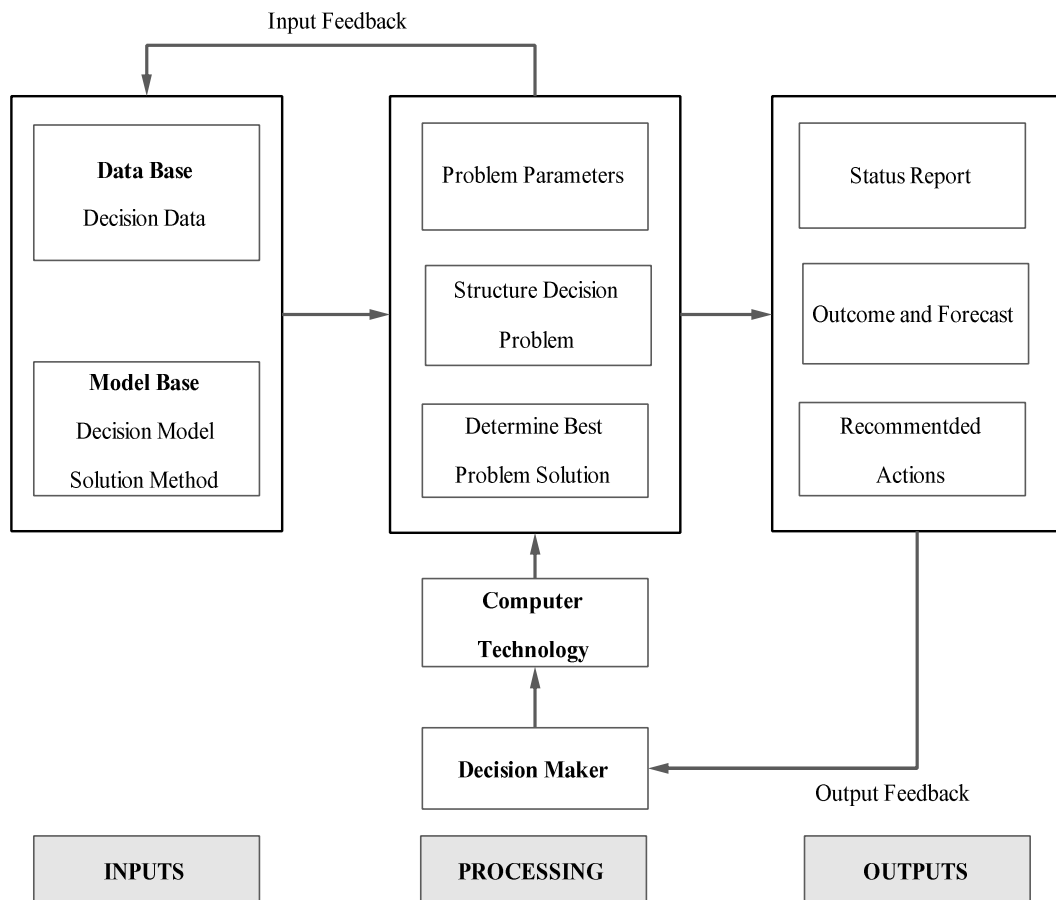 Input Feedback
Data Base
Decision Data
Model Base
Decision Model
Solution Method
Problem Parameters
Structure Decision
Problem
Determine Best
Problem Solution
Status Report
Outcome and Forecast
Recommentded
Actions
Computer
Technology
Decision Maker
Output Feedback
INPUTS
PROCESSING
OUTPUTS